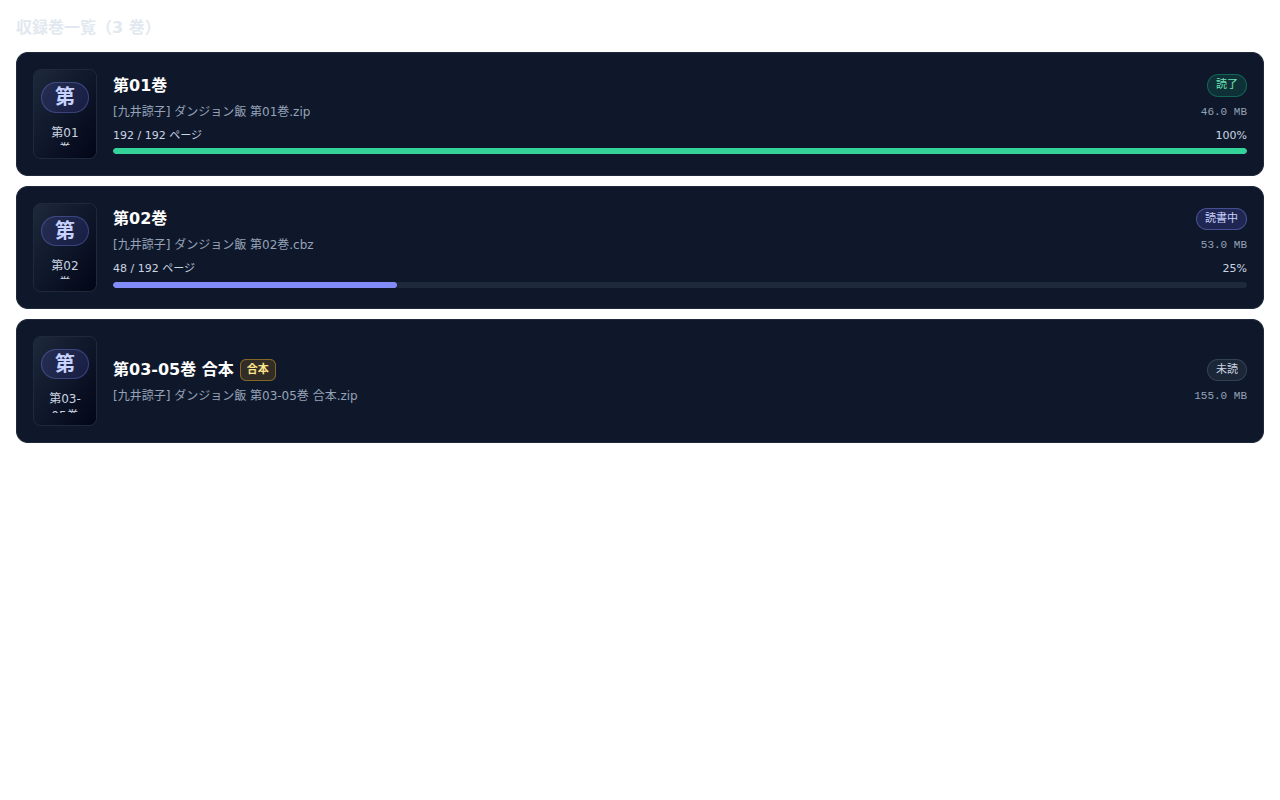 収録巻一覧（3 巻）
第
第01
第01巻
読了
[九井諒子] ダンジョン飯 第01巻.zip
46.0 MB
192 / 192 ページ
100%
第
第02
第02巻
読書中
[九井諒子] ダンジョン飯 第02巻.cbz
53.0 MB
48 / 192 ページ
25%
第
第03-
第03-05巻 合本
合本
未読
[九井諒子] ダンジョン飯 第03-05巻 合本.zip
155.0 MB